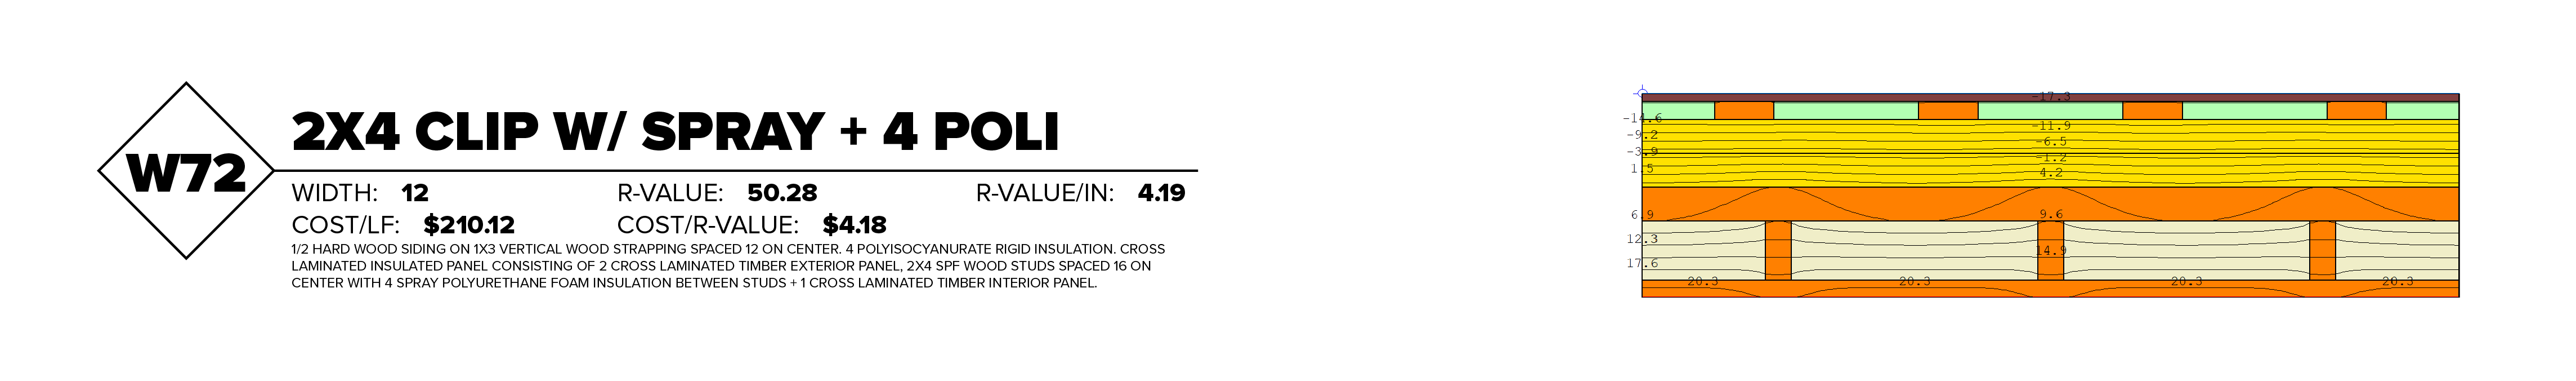 W72
2X4 CLIP W/ SPRAY + 4 POLI
WIDTH: 12 R-VALUE: 50.28 R-VALUE/IN: 4.19
COST/LF: $210.12 COST/R-VALUE: $4.18
1/2 HARD WOOD SIDING ON 1X3 VERTICAL WOOD STRAPPING SPACED 12 ON CENTER. 4 POLYISOCYANURATE RIGID INSULATION. CROSS
LAMINATED INSULATED PANEL CONSISTING OF 2 CROSS LAMINATED TIMBER EXTERIOR PANEL, 2X4 SPF WOOD STUDS SPACED 16 ON
CENTER WITH 4 SPRAY POLYURETHANE FOAM INSULATION BETWEEN STUDS + 1 CROSS LAMINATED TIMBER INTERIOR PANEL.
-17.3
-14.6
-11.9
-9.2
-6.5
-3.9
-1.2
1.5
4.2
6.9
9.6
12.3
14.9
17.6
20.3 20.3 20.3 20.3